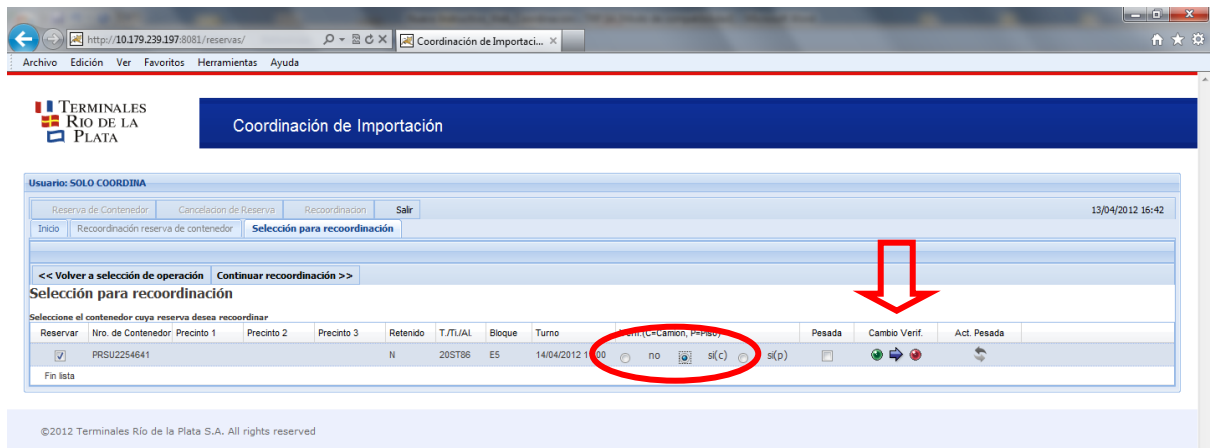 http://10.179.239.197:8081/reservas/
Coordinación de Importaci...
Archivo Edición Ver Favoritos Herramientas Ayuda
TERMINALES
RIO DE LA
PLATA
Coordinación de Importación
Usuario: SOLO COORDINA
Reserva de Contenedor Cancelacion de Reserva Recoordinacion Salir 13/04/2012 16:42
Inicio Recoordinación reserva de contenedor Selección para recoordinación
<< Volver a selección de operación Continuar recoordinación >>
Selección para recoordinación
Seleccione el contenedor cuya reserva desea recoordinar
Reservar Nro. de Contenedor Precinto 1 Precinto 2 Precinto 3 Retenido T./Ti./Al. Bloque Turno (C=Camion, P=Piso) Pesada Cambio Verif. Act. Pesada
PRSU2254641 N 20ST86 E5 14/04/2012 no si(c) si(p)
Fin lista
©2012 Terminales Río de la Plata S.A. All rights reserved